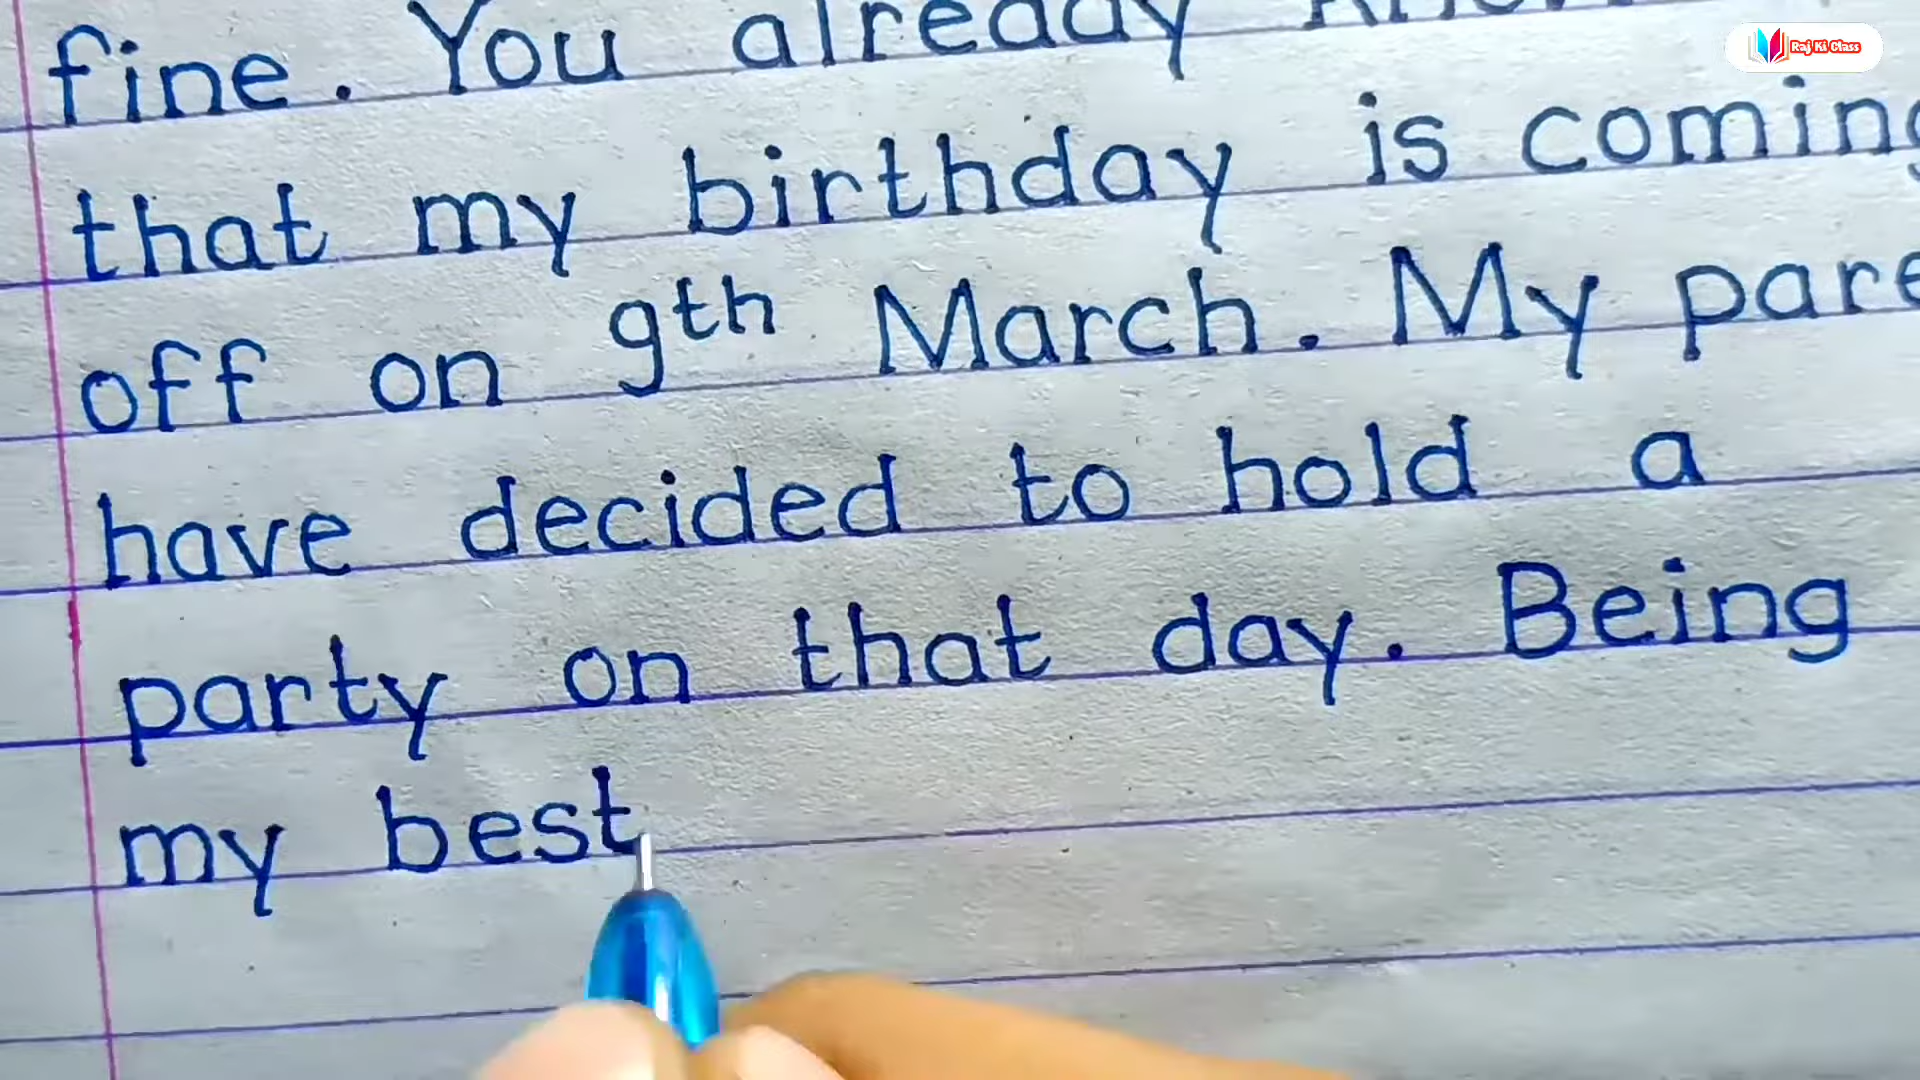 fine. You already know
that my birthday is coming
off on 9th March. My pare
have decided to hold a
party on that day. Being
my best
Raj Ki Class